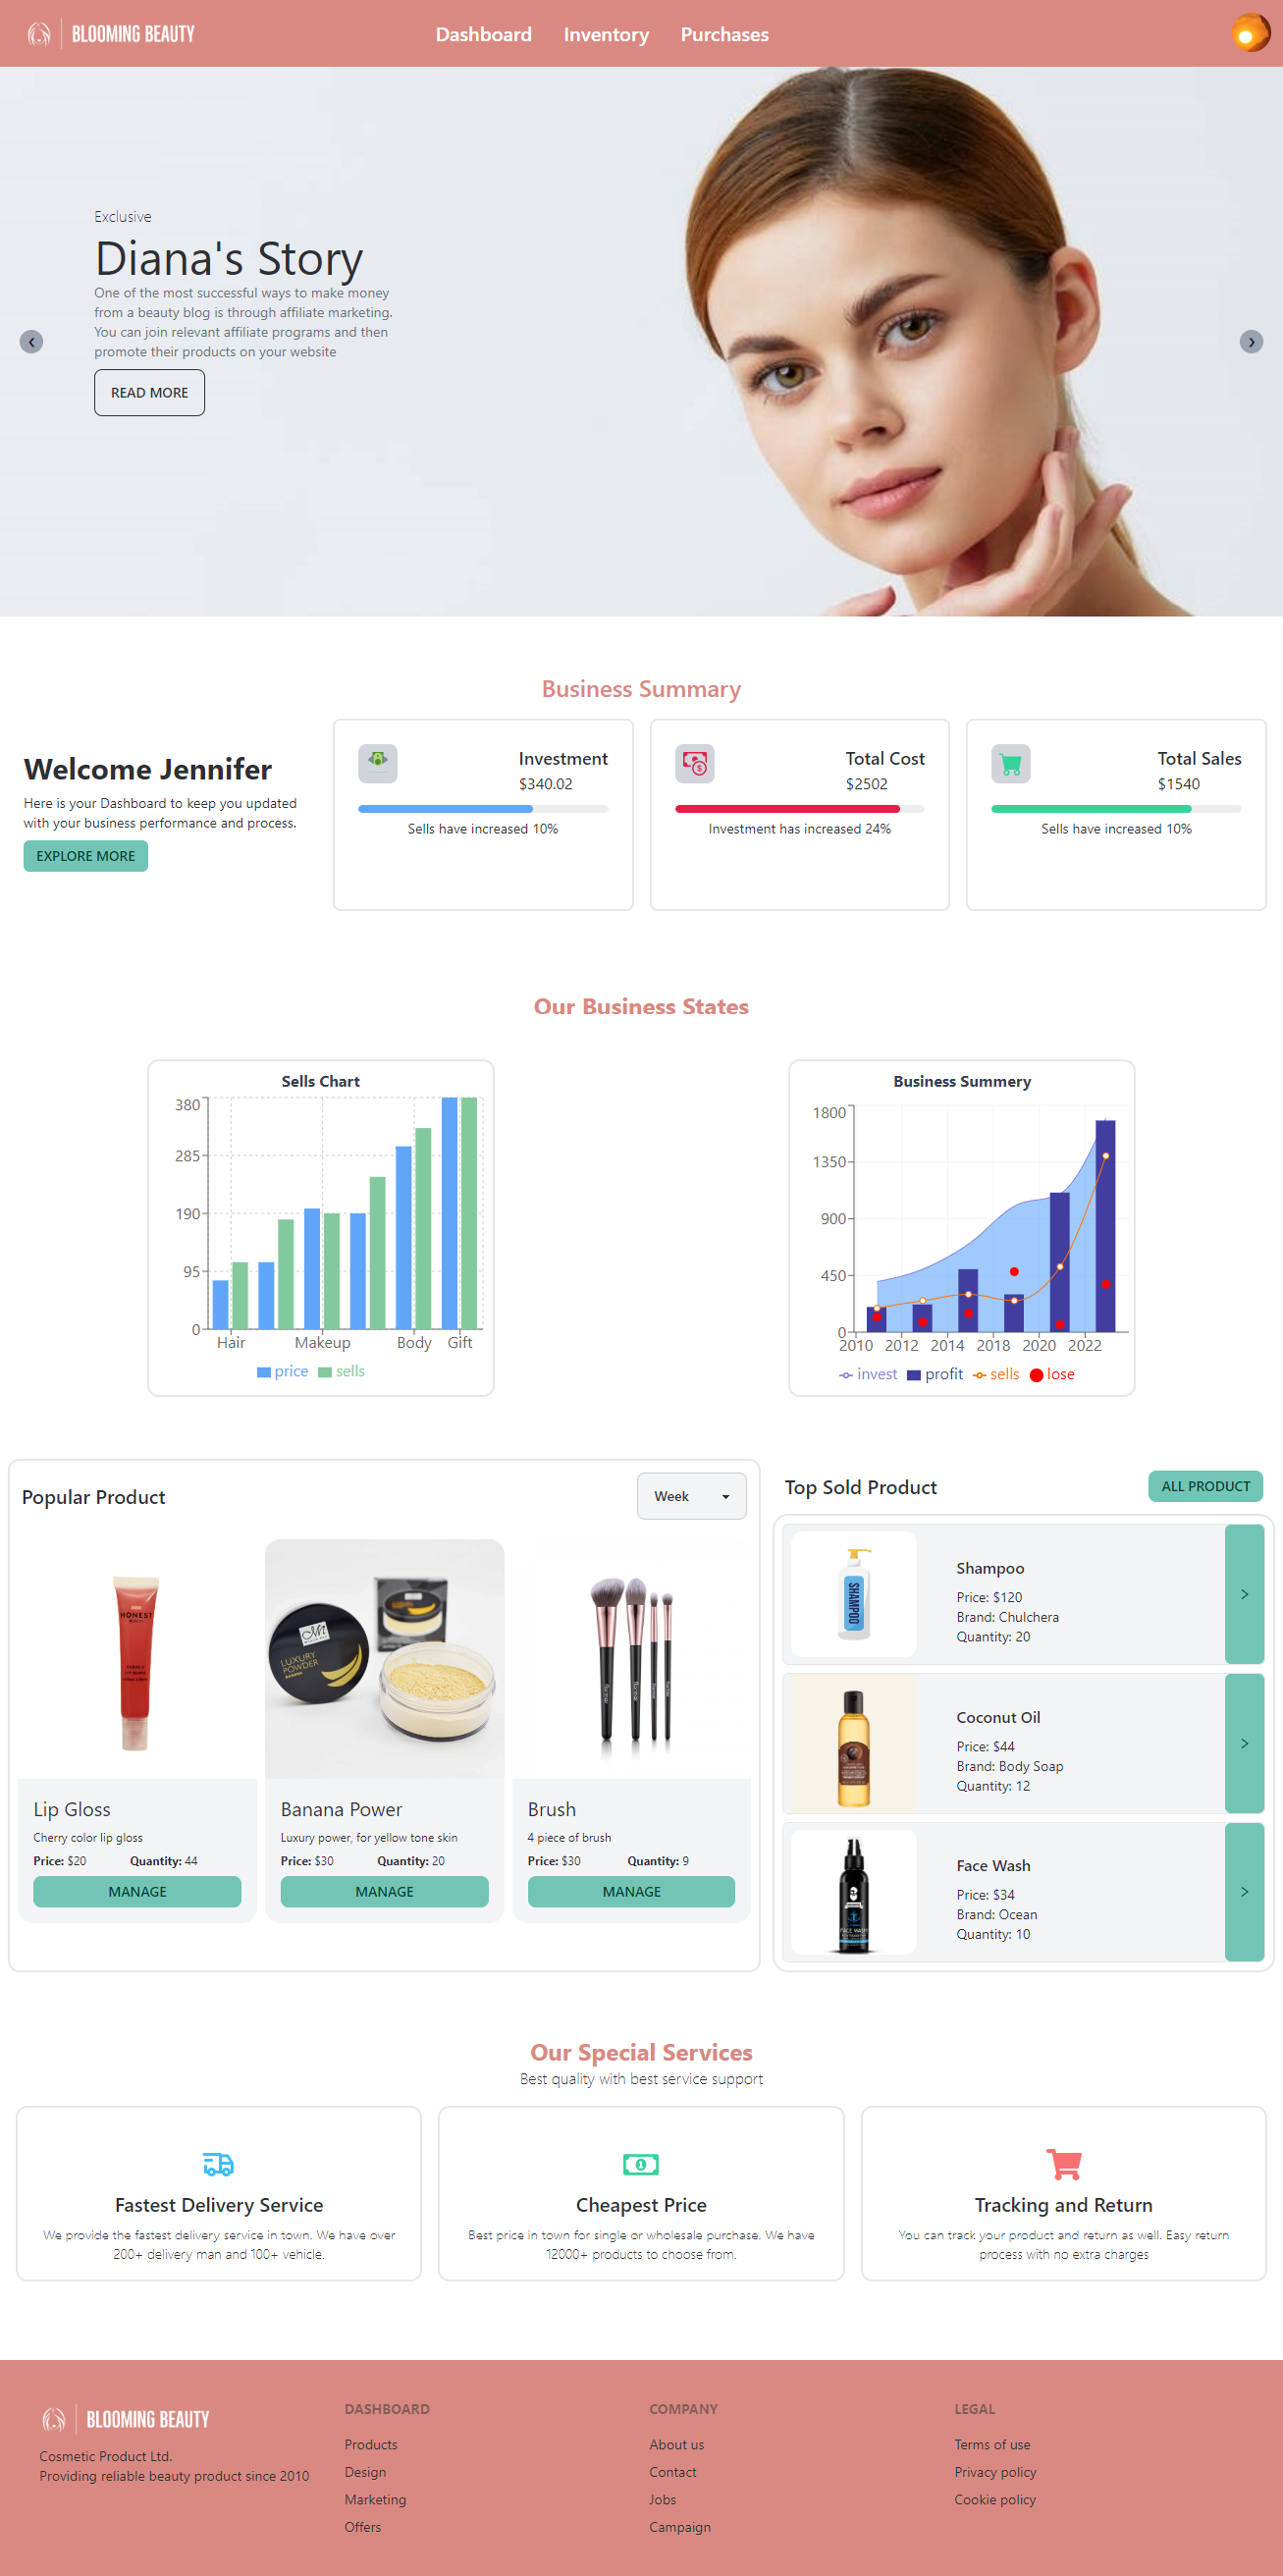 BLOOMING BEAUTY
Dashboard Inventory Purchases
Exclusive
Diana's Story
One of the most successful ways to make money
from a beauty blog is through affiliate marketing.
You can join relevant affiliate programs and then
promote their products on your website
READ MORE
Business Summary
Welcome Jennifer
Here is your Dashboard to keep you updated
with your business performance and process.
EXPLORE MORE
Investment
$340.02
Sells have increased 10%
Total Cost
$2502
Investment has increased 24%
Total Sales
$1540
Sells have increased 10%
Our Business States
Sells Chart
380
285
190
95
0
Hair Makeup Body Gift
price sells
Business Summery
1800
1350
900
450
0
2010 2012 2014 2018 2020 2022
invest profit sells lose
Popular Product
Week
HONEST
Lip Gloss
Cherry color lip gloss
Price: $20 Quantity: 44
MANAGE
LUXURY
POWDER
BANANA
Banana Power
Luxury power, for yellow tone skin
Price: $30 Quantity: 20
MANAGE
Brush
4 piece of brush
Price: $30 Quantity: 9
MANAGE
Top Sold Product
ALL PRODUCT
SHAMPOO
Shampoo
Price: $120
Brand: Chulchera
Quantity: 20
Coconut Oil
Price: $44
Brand: Body Soap
Quantity: 12
FACE WASH
Face Wash
Price: $34
Brand: Ocean
Quantity: 10
Our Special Services
Best quality with best service support
Fastest Delivery Service
We provide the fastest delivery service in town. We have over
200+ delivery man and 100+ vehicle.
Cheapest Price
Best price in town for single or wholesale purchase. We have
12000+ products to choose from.
Tracking and Return
You can track your product and return as well. Easy return
process with no extra charges
BLOOMING BEAUTY
Cosmetic Product Ltd.
Providing reliable beauty product since 2010
DASHBOARD
Products
Design
Marketing
Offers
COMPANY
About us
Contact
Jobs
Campaign
LEGAL
Terms of use
Privacy policy
Cookie policy